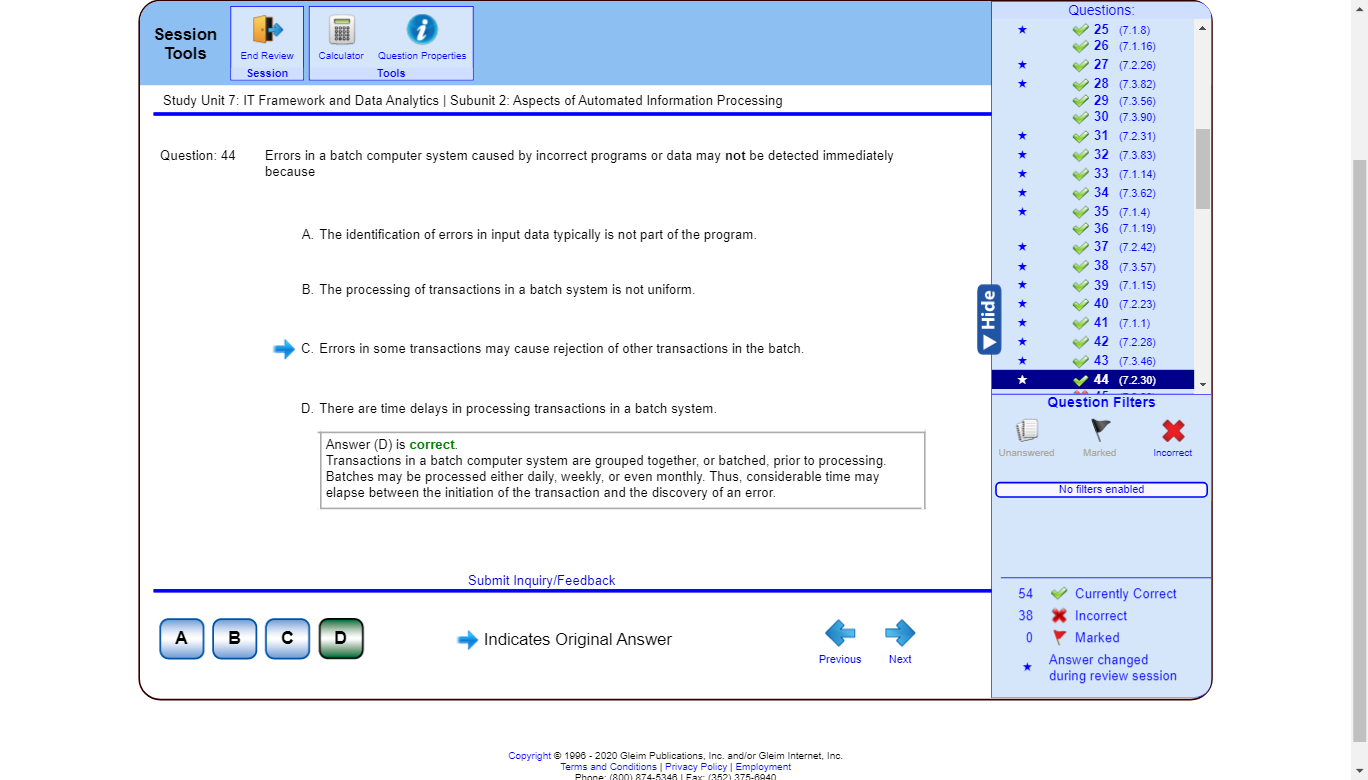 Session
Tools
End Review
Session
Calculator
Question Properties
Tools
Study Unit 7: IT Framework and Data Analytics | Subunit 2: Aspects of Automated Information Processing
Question: 44
Errors in a batch computer system caused by incorrect programs or data may not be detected immediately
because
A. The identification of errors in input data typically is not part of the program.
B. The processing of transactions in a batch system is not uniform.
C. Errors in some transactions may cause rejection of other transactions in the batch.
D. There are time delays in processing transactions in a batch system.
Answer (D) is correct.
Transactions in a batch computer system are grouped together, or batched, prior to processing.
Batches may be processed either daily, weekly, or even monthly. Thus, considerable time may
elapse between the initiation of the transaction and the discovery of an error.
Submit Inquiry/Feedback
A
B
C
D
Indicates Original Answer
Previous
Next
Hide
Questions:
25 (7.1.8)
26 (7.1.16)
27 (7.2.26)
28 (7.3.82)
29 (7.3.56)
30 (7.3.90)
31 (7.2.31)
32 (7.3.83)
33 (7.1.14)
34 (7.3.62)
35 (7.1.4)
36 (7.1.19)
37 (7.2.42)
38 (7.3.57)
39 (7.1.15)
40 (7.2.23)
41 (7.1.1)
42 (7.2.28)
43 (7.3.46)
44 (7.2.30)
Question Filters
Unanswered
Marked
Incorrect
No filters enabled
54 Currently Correct
38 Incorrect
0 Marked
Answer changed
during review session
Copyright © 1996 - 2020 Gleim Publications, Inc. and/or Gleim Internet, Inc.
Terms and Conditions | Privacy Policy | Employment
Phone: (800) 874-5346 | Fax: (352) 375-6940